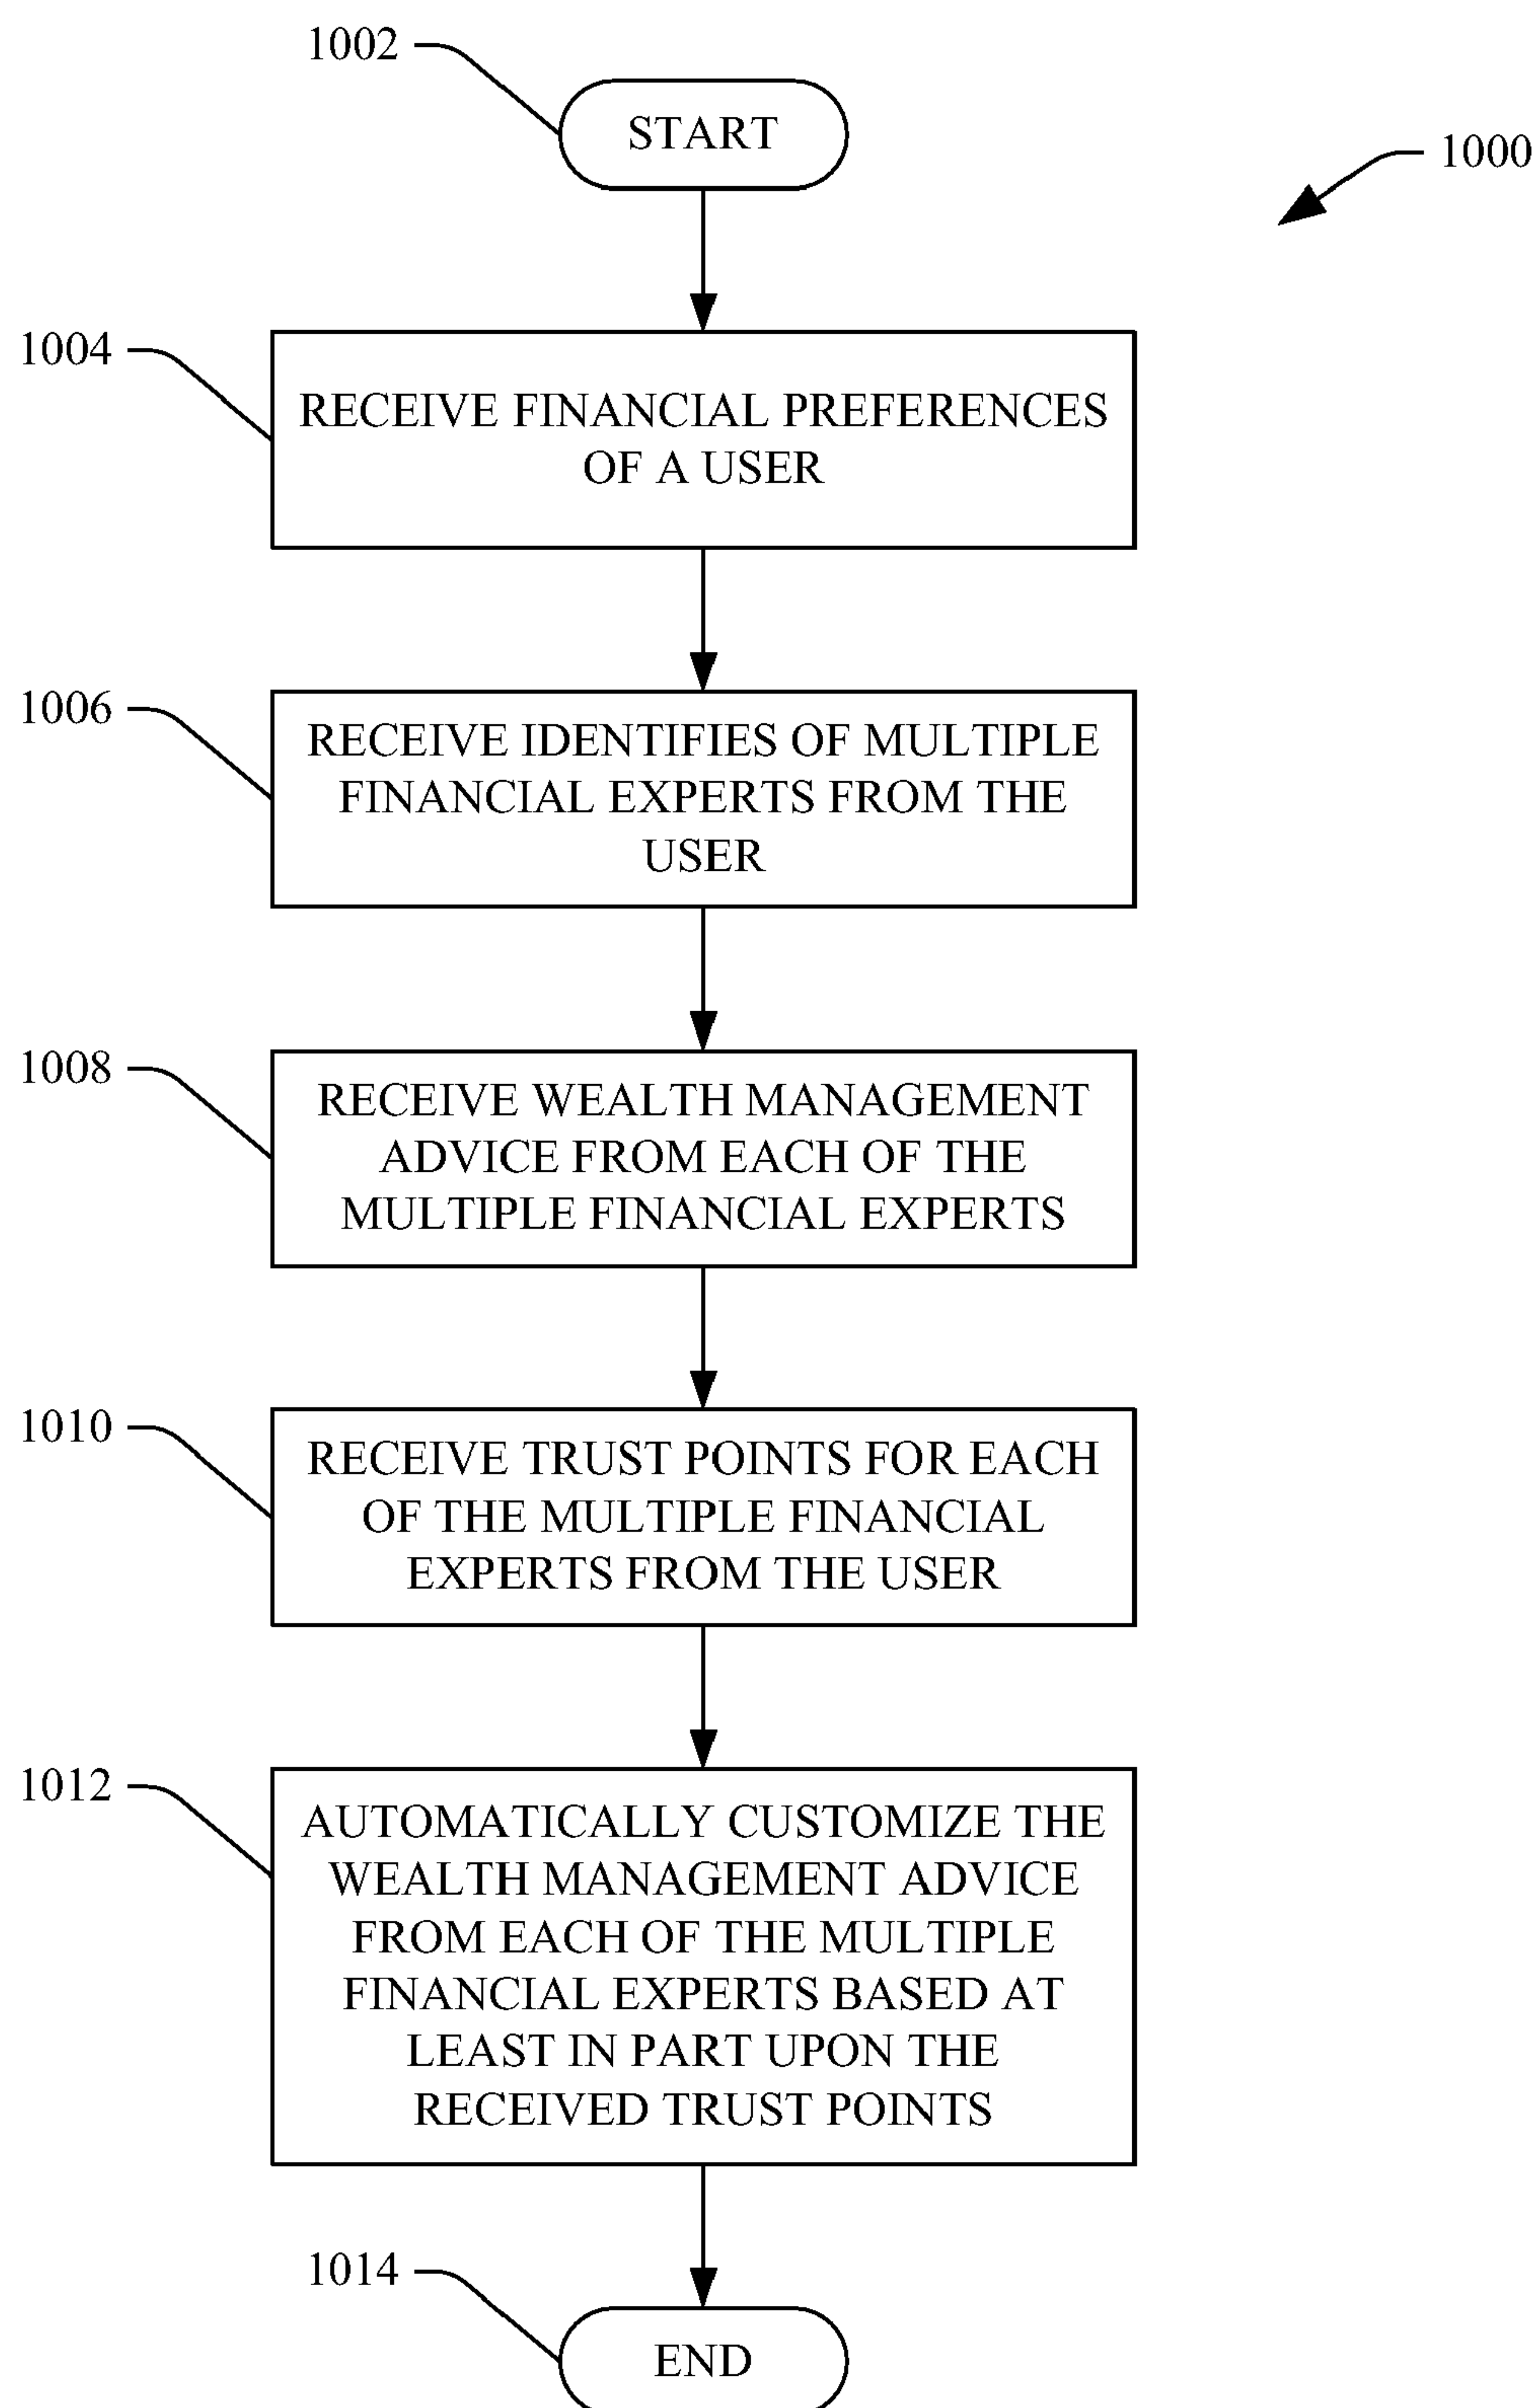 1002
START
1000
1004
RECEIVE FINANCIAL PREFERENCES
OF A USER
1006
RECEIVE IDENTIFIES OF MULTIPLE
FINANCIAL EXPERTS FROM THE
USER
1008
RECEIVE WEALTH MANAGEMENT
ADVICE FROM EACH OF THE
MULTIPLE FINANCIAL EXPERTS
1010
RECEIVE TRUST POINTS FOR EACH
OF THE MULTIPLE FINANCIAL
EXPERTS FROM THE USER
1012
AUTOMATICALLY CUSTOMIZE THE
WEALTH MANAGEMENT ADVICE
FROM EACH OF THE MULTIPLE
FINANCIAL EXPERTS BASED AT
LEAST IN PART UPON THE
RECEIVED TRUST POINTS
1014
END